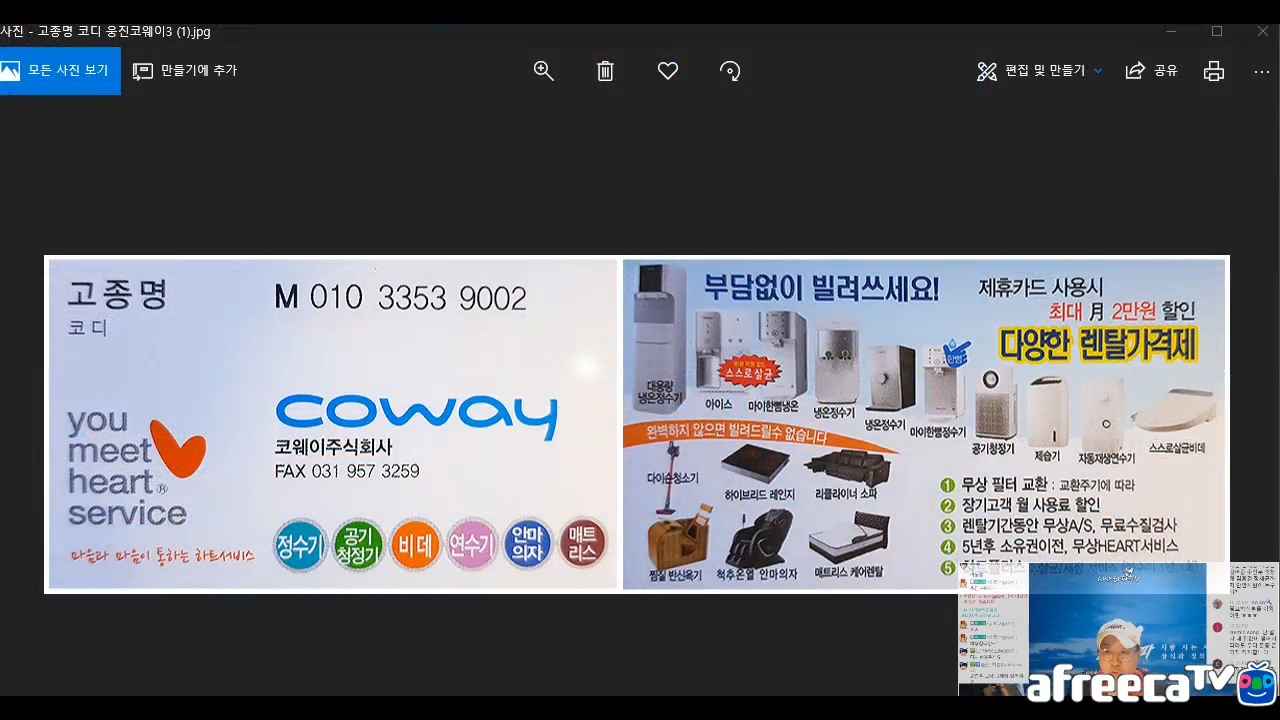 사진 - 고종명 코디 웅진코웨이3 (1).jpg
모든 사진 보기
만들기에 추가
편집 및 만들기
공유
고종명
코디
M 010 3353 9002
you
meet
heart®
service
마음과 마음이 통하는 하트서비스
coway
코웨이주식회사
FAX 031 957 3259
정수기
공기
청정기
비데
연수기
안마
의자
매트
리스
부담없이 빌려쓰세요!
제휴카드 사용시
최대 月 2만원 할인
다양한 렌탈가격제
스스로살균
대용량
냉온정수기
아이스
마이한뼘냉온
냉온정수기
냉온정수기
마이한뼘정수기
공기청정기
제습기
자동재생연수기
스스로살균비데
완벽하지 않으면 빌려드릴수 없습니다
다이슨청소기
하이브리드 레인지
리클라이너 소파
찜질 반신욕기
척추온열 안마의자
매트리스 케어렌탈
1 무상 필터 교환 : 교환주기에 따라
2 장기고객 월 사용료 할인
3 렌탈기간동안 무상A/S, 무료수질검사
4 5년후 소유권이전, 무상HEART서비스
5
afreecaTV